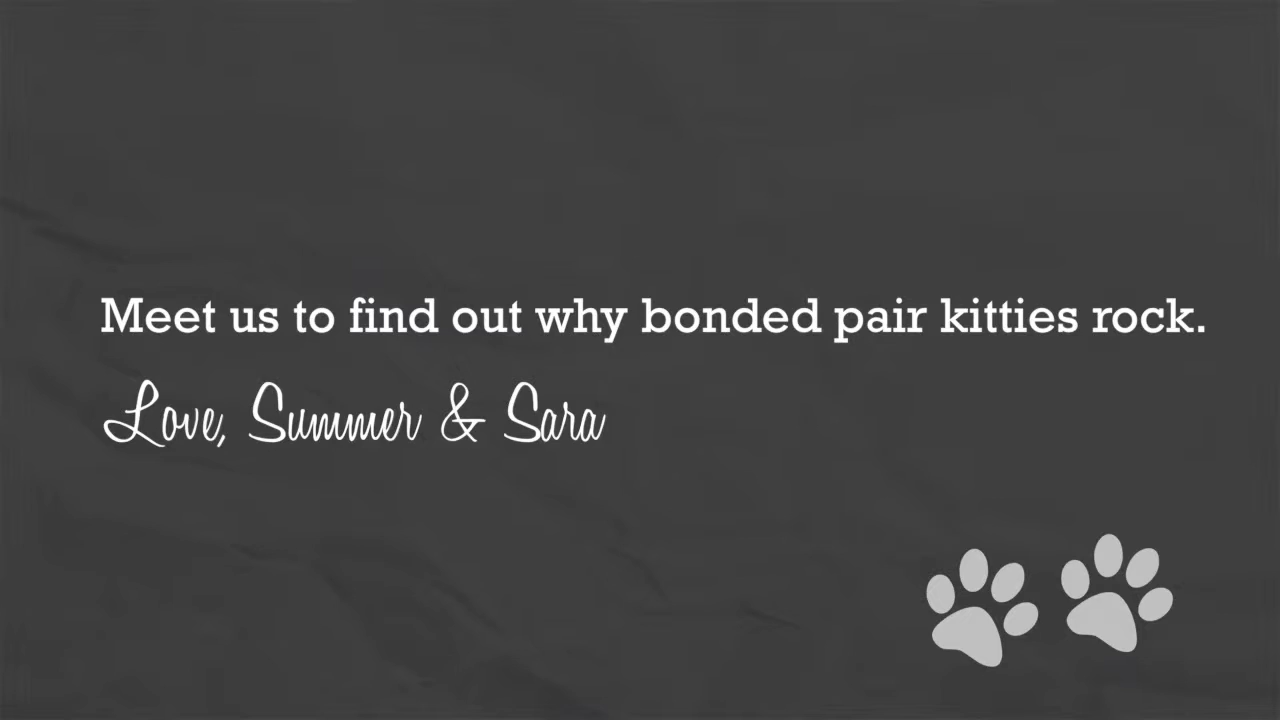 Meet us to find out why bonded pair kitties rock.
Love, Summer & Sara